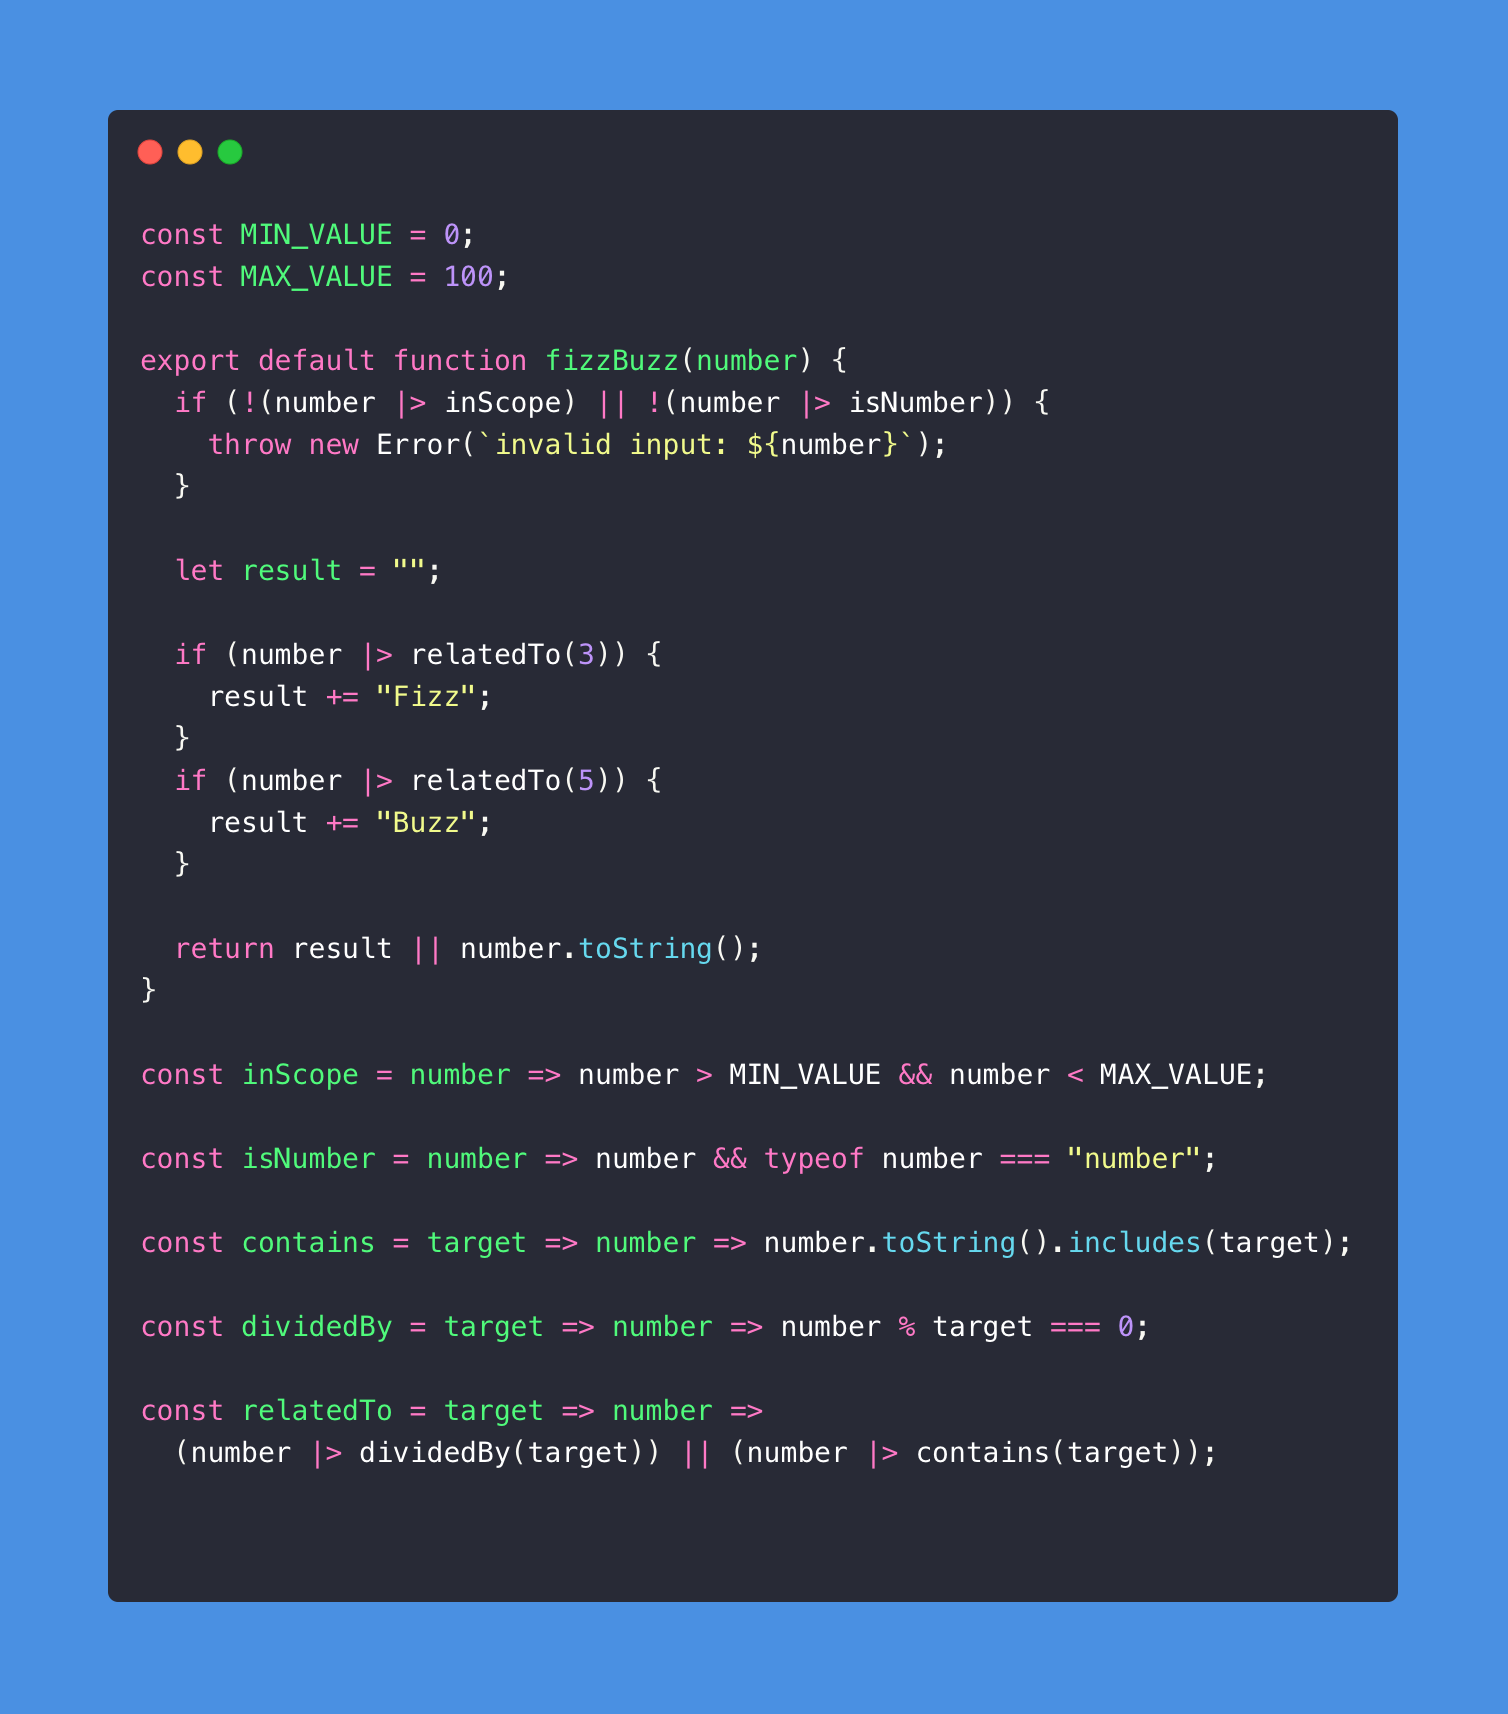 const MIN_VALUE = 0;
const MAX_VALUE = 100;

export default function fizzBuzz(number) {
  if (!(number |> inScope) || !(number |> isNumber)) {
    throw new Error(`invalid input: ${number}`);
  }

  let result = "";

  if (number |> relatedTo(3)) {
    result += "Fizz";
  }
  if (number |> relatedTo(5)) {
    result += "Buzz";
  }

  return result || number.toString();
}

const inScope = number => number > MIN_VALUE && number < MAX_VALUE;

const isNumber = number => number && typeof number === "number";

const contains = target => number => number.toString().includes(target);

const dividedBy = target => number => number % target === 0;

const relatedTo = target => number =>
  (number |> dividedBy(target)) || (number |> contains(target));